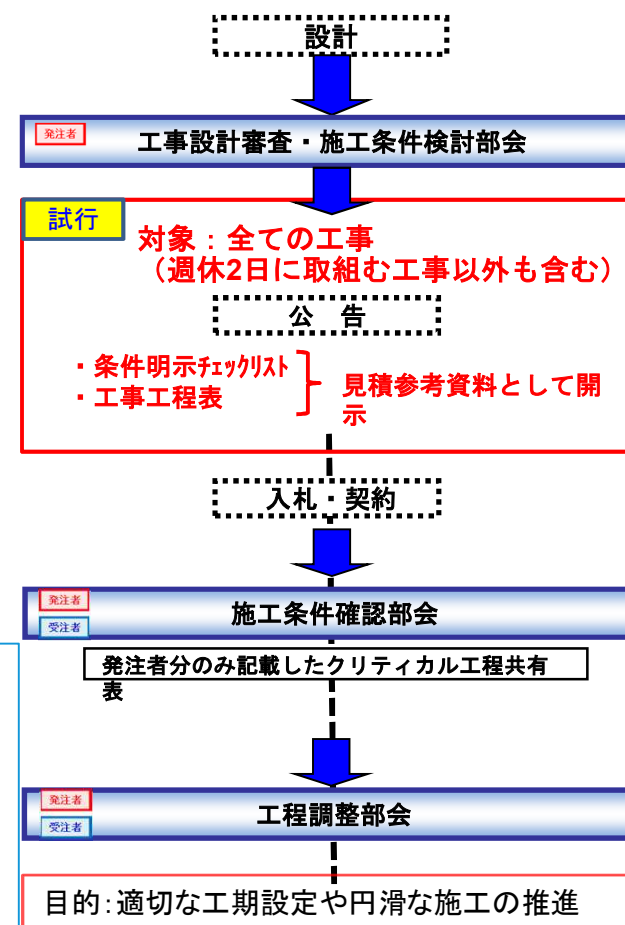 設計
発注者
工事設計審査・施工条件検討部会
試行
対象：全ての工事
（週休2日に取組む工事以外も含む）
公　告
・条件明示ﾁｪｯｸﾘｽﾄ
・工事工程表
見積参考資料として開
示
入札・契約
発注者
受注者
施工条件確認部会
発注者分のみ記載したクリティカル工程共有
表
発注者
受注者
工程調整部会
目的：適切な工期設定や円滑な施工の推進